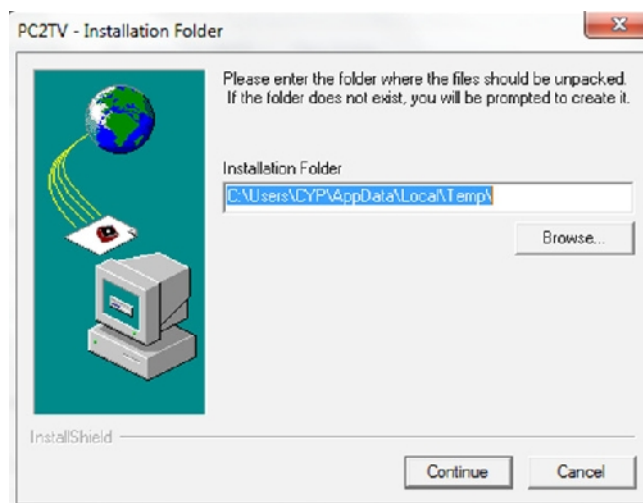 PC2TV - Installation Folder
Please enter the folder where the files should be unpacked.
If the folder does not exist, you will be prompted to create it.
Installation Folder
C:\Users\CYP\AppData\Local\Temp\
Browse...
InstallShield
Continue
Cancel